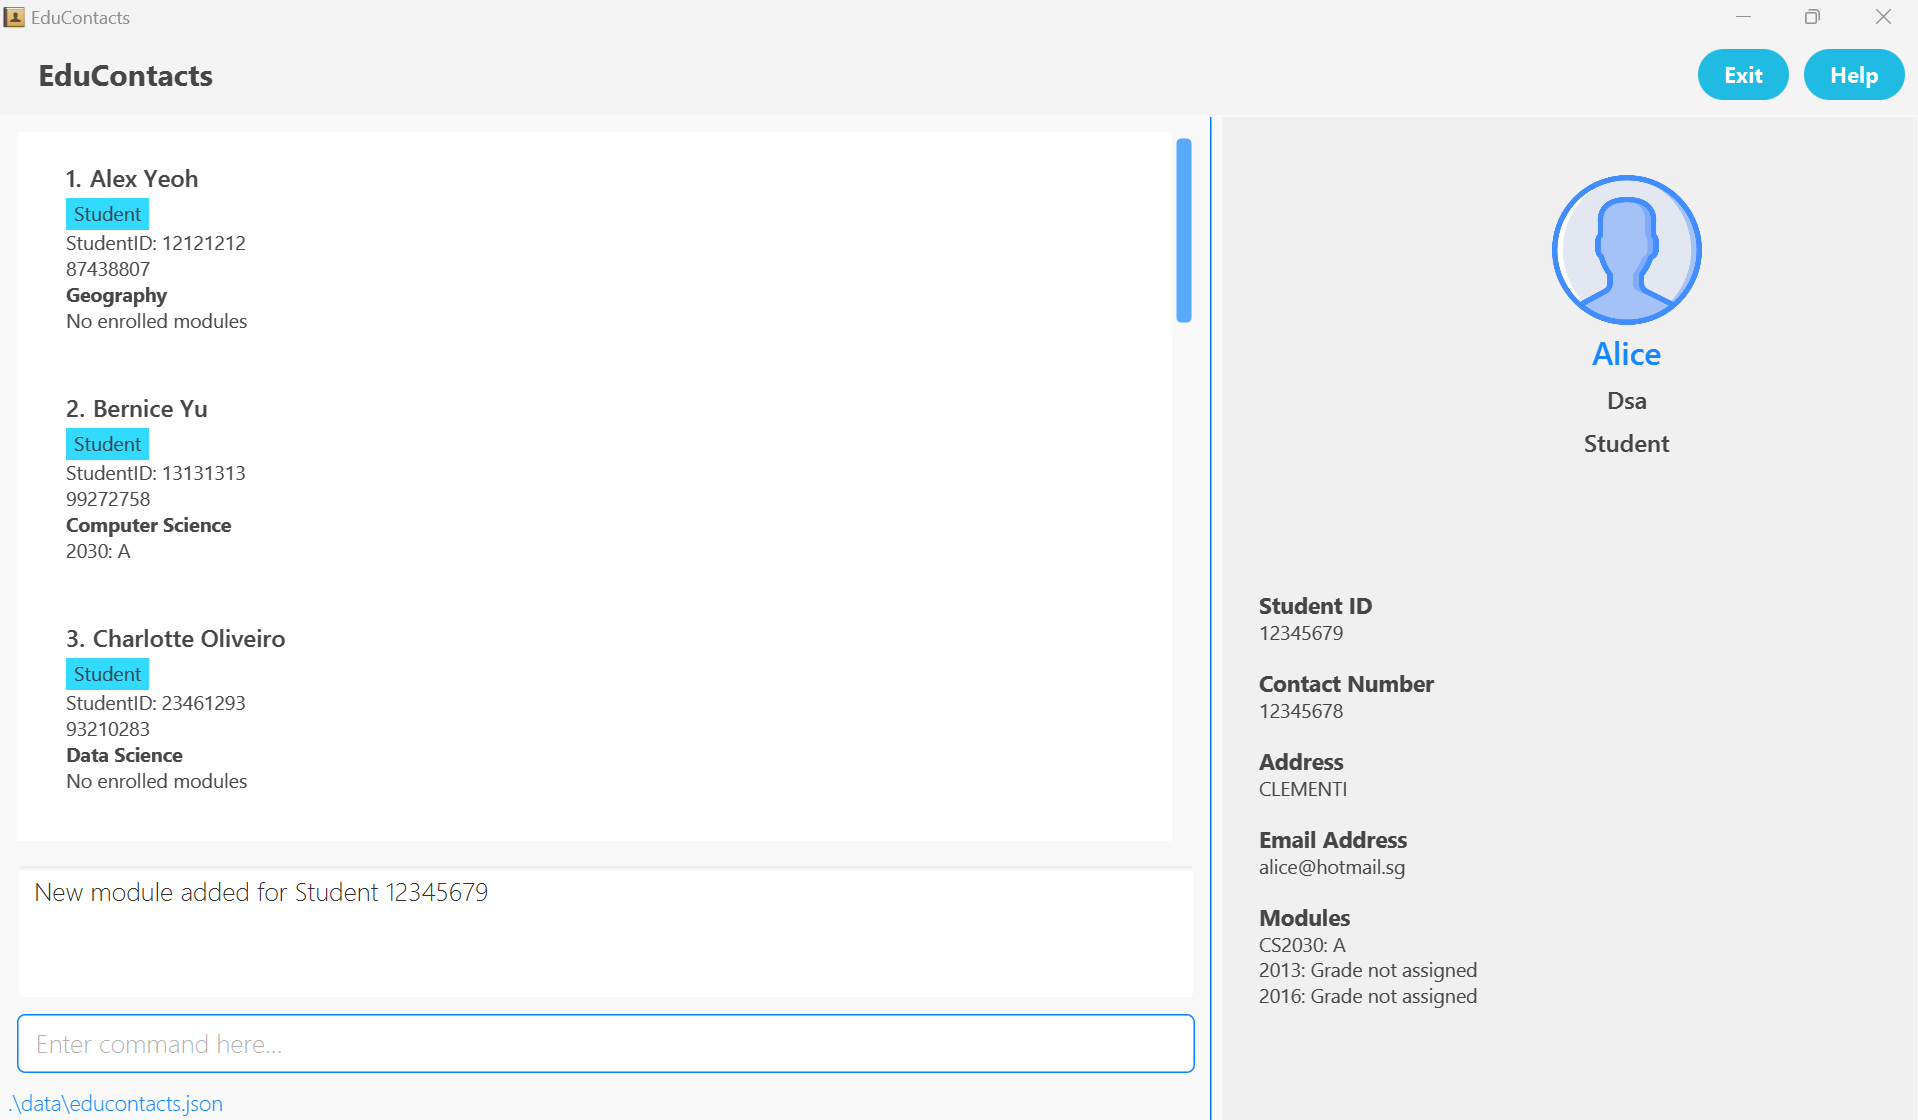 EduContacts
EduContacts
Exit
Help
1. Alex Yeoh
Student
StudentID: 12121212
87438807
Geography
No enrolled modules
2. Bernice Yu
Student
StudentID: 13131313
99272758
Computer Science
2030: A
3. Charlotte Oliveiro
Student
StudentID: 23461293
93210283
Data Science
No enrolled modules
New module added for Student 12345679
Enter command here...
.\data\educontacts.json
Alice
Dsa
Student
Student ID
12345679
Contact Number
12345678
Address
CLEMENTI
Email Address
alice@hotmail.sg
Modules
CS2030: A
2013: Grade not assigned
2016: Grade not assigned